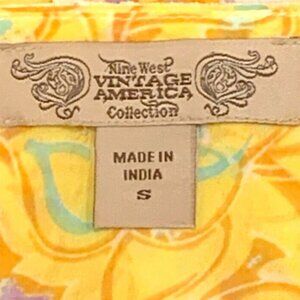 Nine West
VINTAGE
AMERICA
Collection
MADE IN
INDIA
S